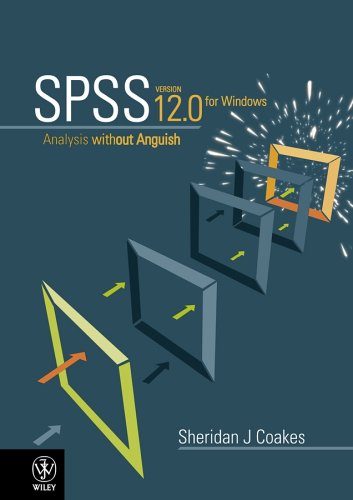 SPSS VERSION 12.0 for Windows
Analysis without Anguish
Sheridan J Coakes
WILEY